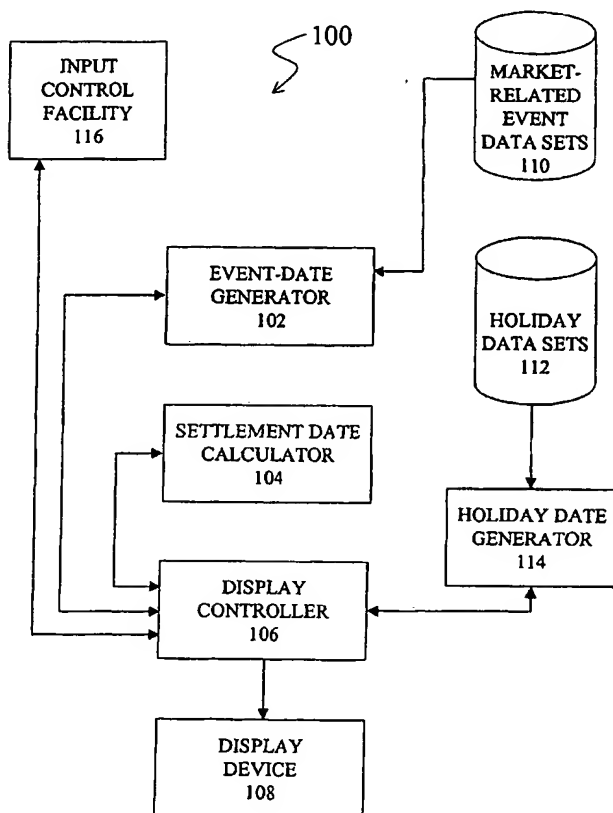 100
INPUT
CONTROL
FACILITY
116
MARKET-
RELATED
EVENT
DATA SETS
110
EVENT-DATE
GENERATOR
102
HOLIDAY
DATA SETS
112
SETTLEMENT DATE
CALCULATOR
104
HOLIDAY DATE
GENERATOR
114
DISPLAY
CONTROLLER
106
DISPLAY
DEVICE
108